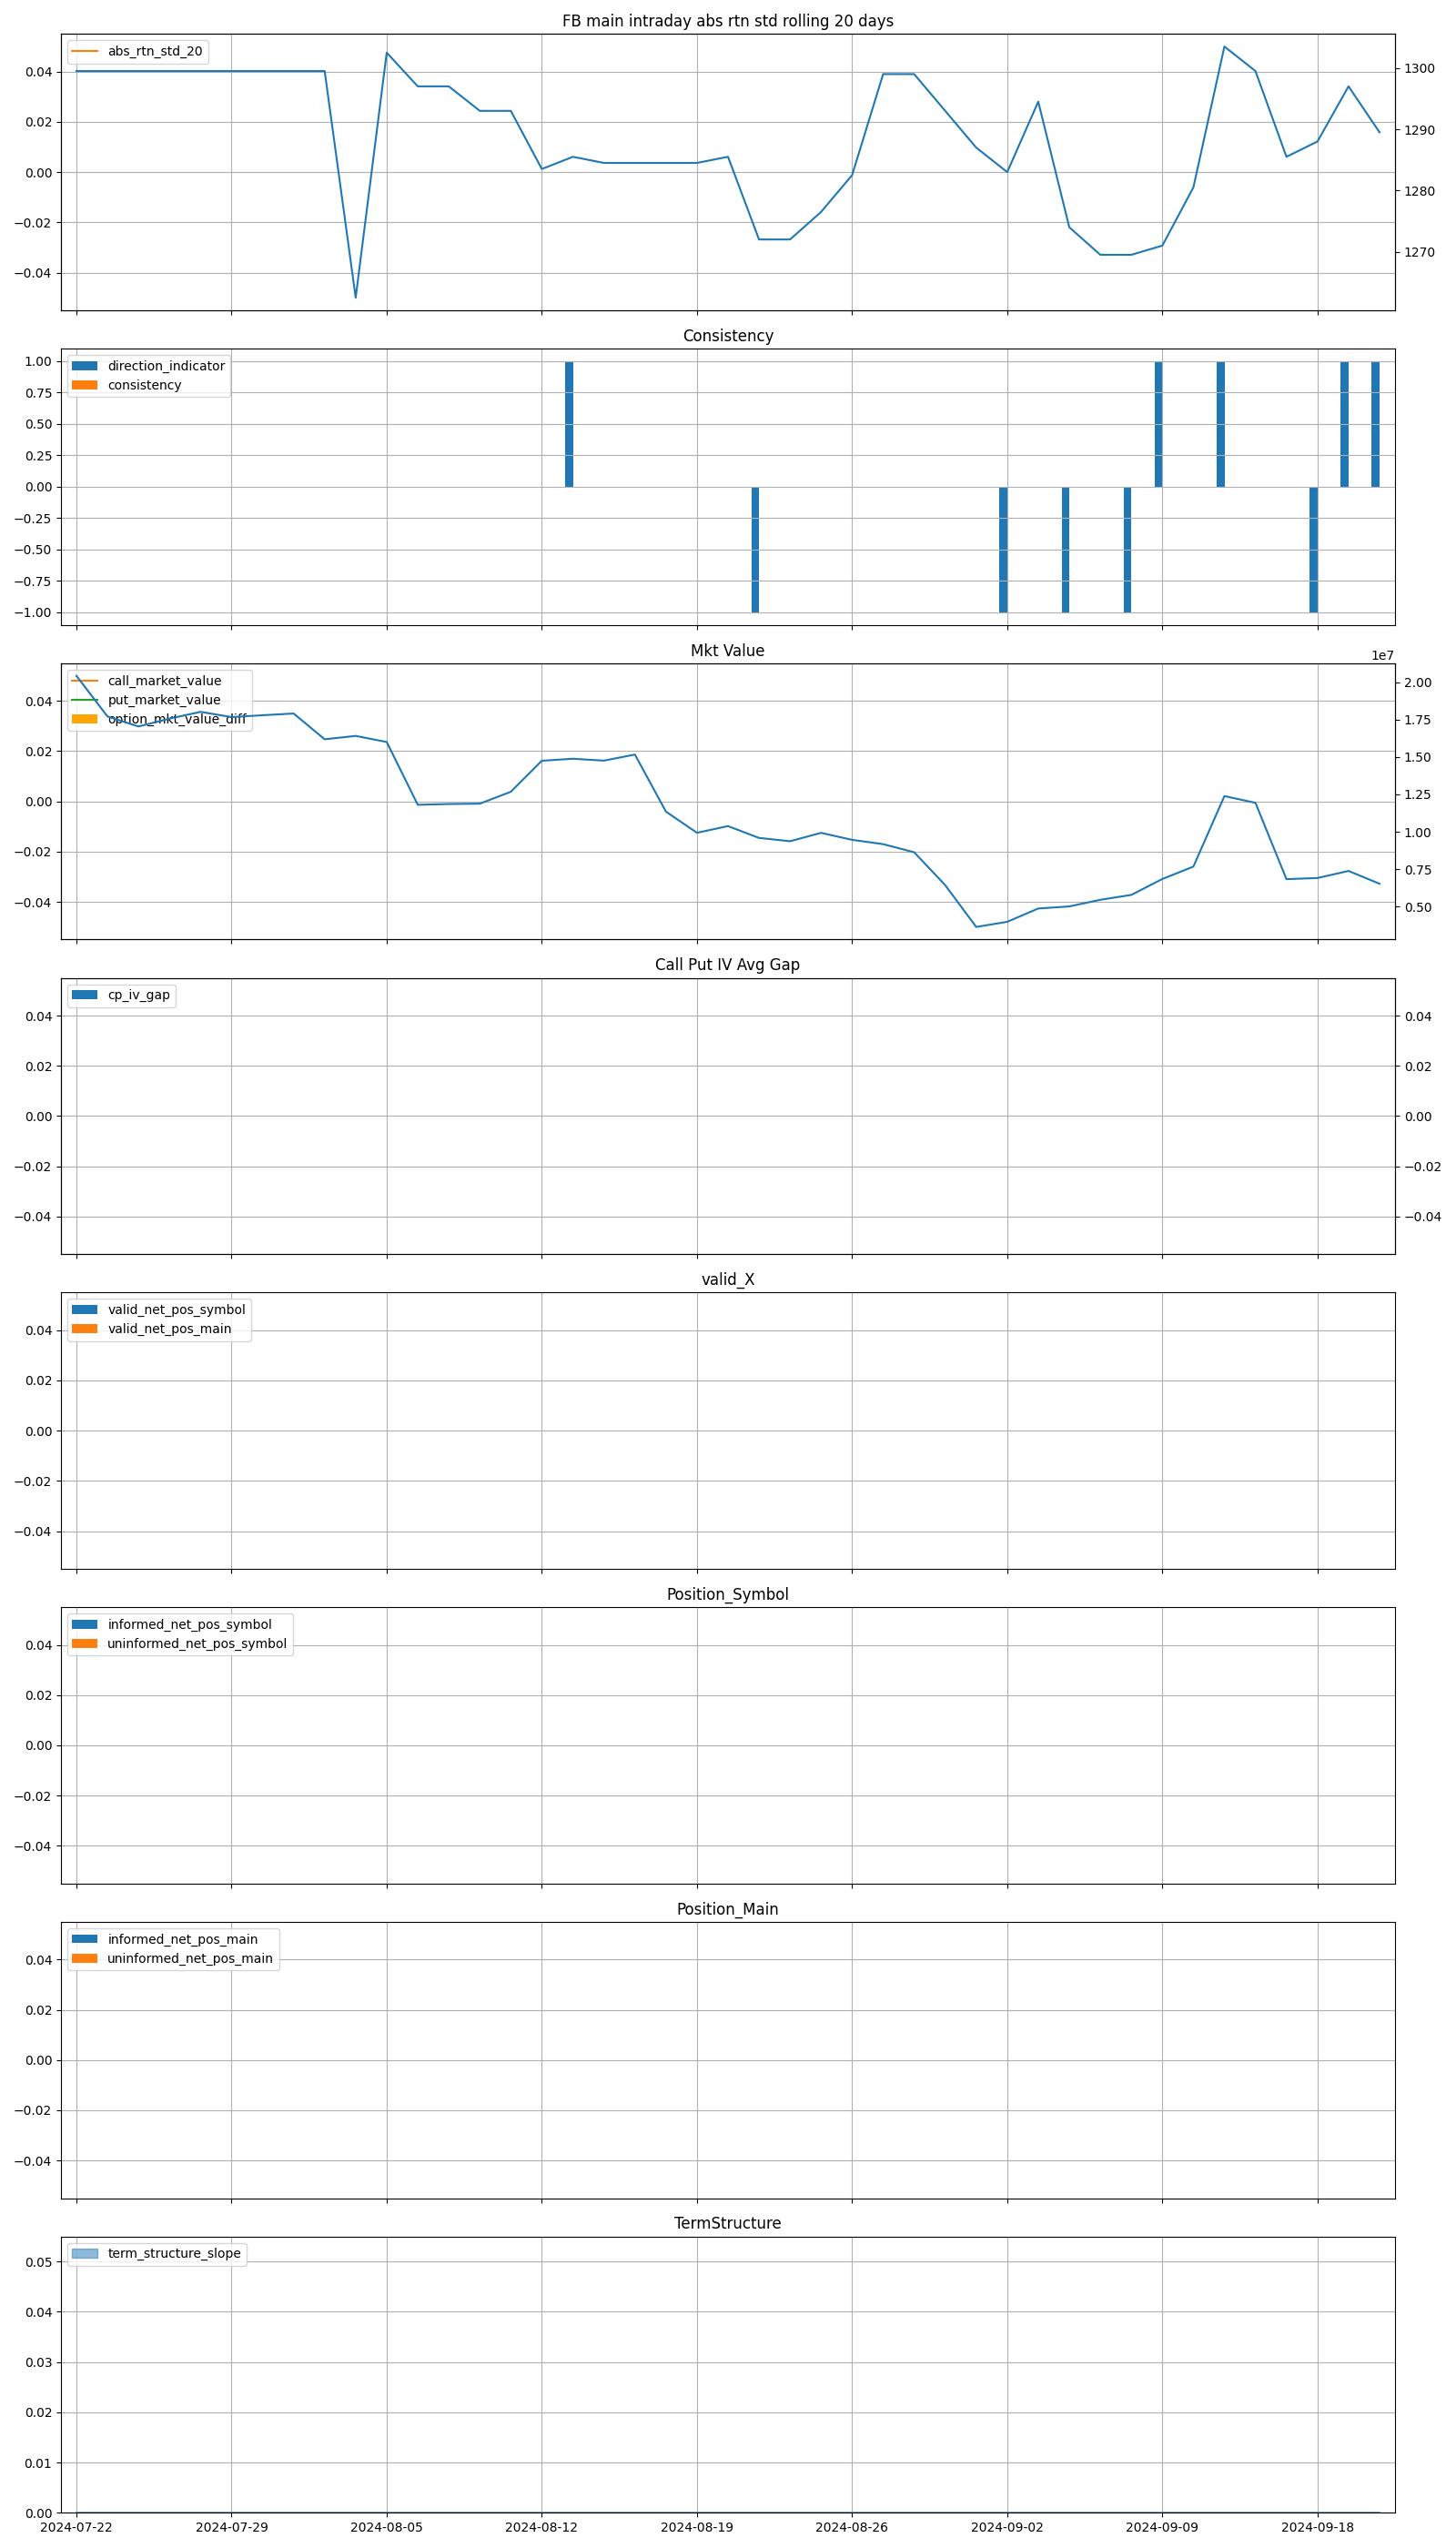 FB main intraday abs rtn std rolling 20 days
abs_rtn_std_20
0.04
0.02
0.00
−0.02
−0.04
1300
1290
1280
1270
Consistency
direction_indicator
consistency
1.00
0.75
0.50
0.25
0.00
−0.25
−0.50
−0.75
−1.00
Mkt Value
1e7
call_market_value
put_market_value
option_mkt_value_diff
0.04
0.02
0.00
−0.02
−0.04
2.00
1.75
1.50
1.25
1.00
0.75
0.50
Call Put IV Avg Gap
cp_iv_gap
0.04
0.02
0.00
−0.02
−0.04
0.04
0.02
0.00
−0.02
−0.04
valid_X
valid_net_pos_symbol
valid_net_pos_main
0.04
0.02
0.00
−0.02
−0.04
Position_Symbol
informed_net_pos_symbol
uninformed_net_pos_symbol
0.04
0.02
0.00
−0.02
−0.04
Position_Main
informed_net_pos_main
uninformed_net_pos_main
0.04
0.02
0.00
−0.02
−0.04
TermStructure
term_structure_slope
0.05
0.04
0.03
0.02
0.01
0.00
2024-07-22 2024-07-29 2024-08-05 2024-08-12 2024-08-19 2024-08-26 2024-09-02 2024-09-09 2024-09-18